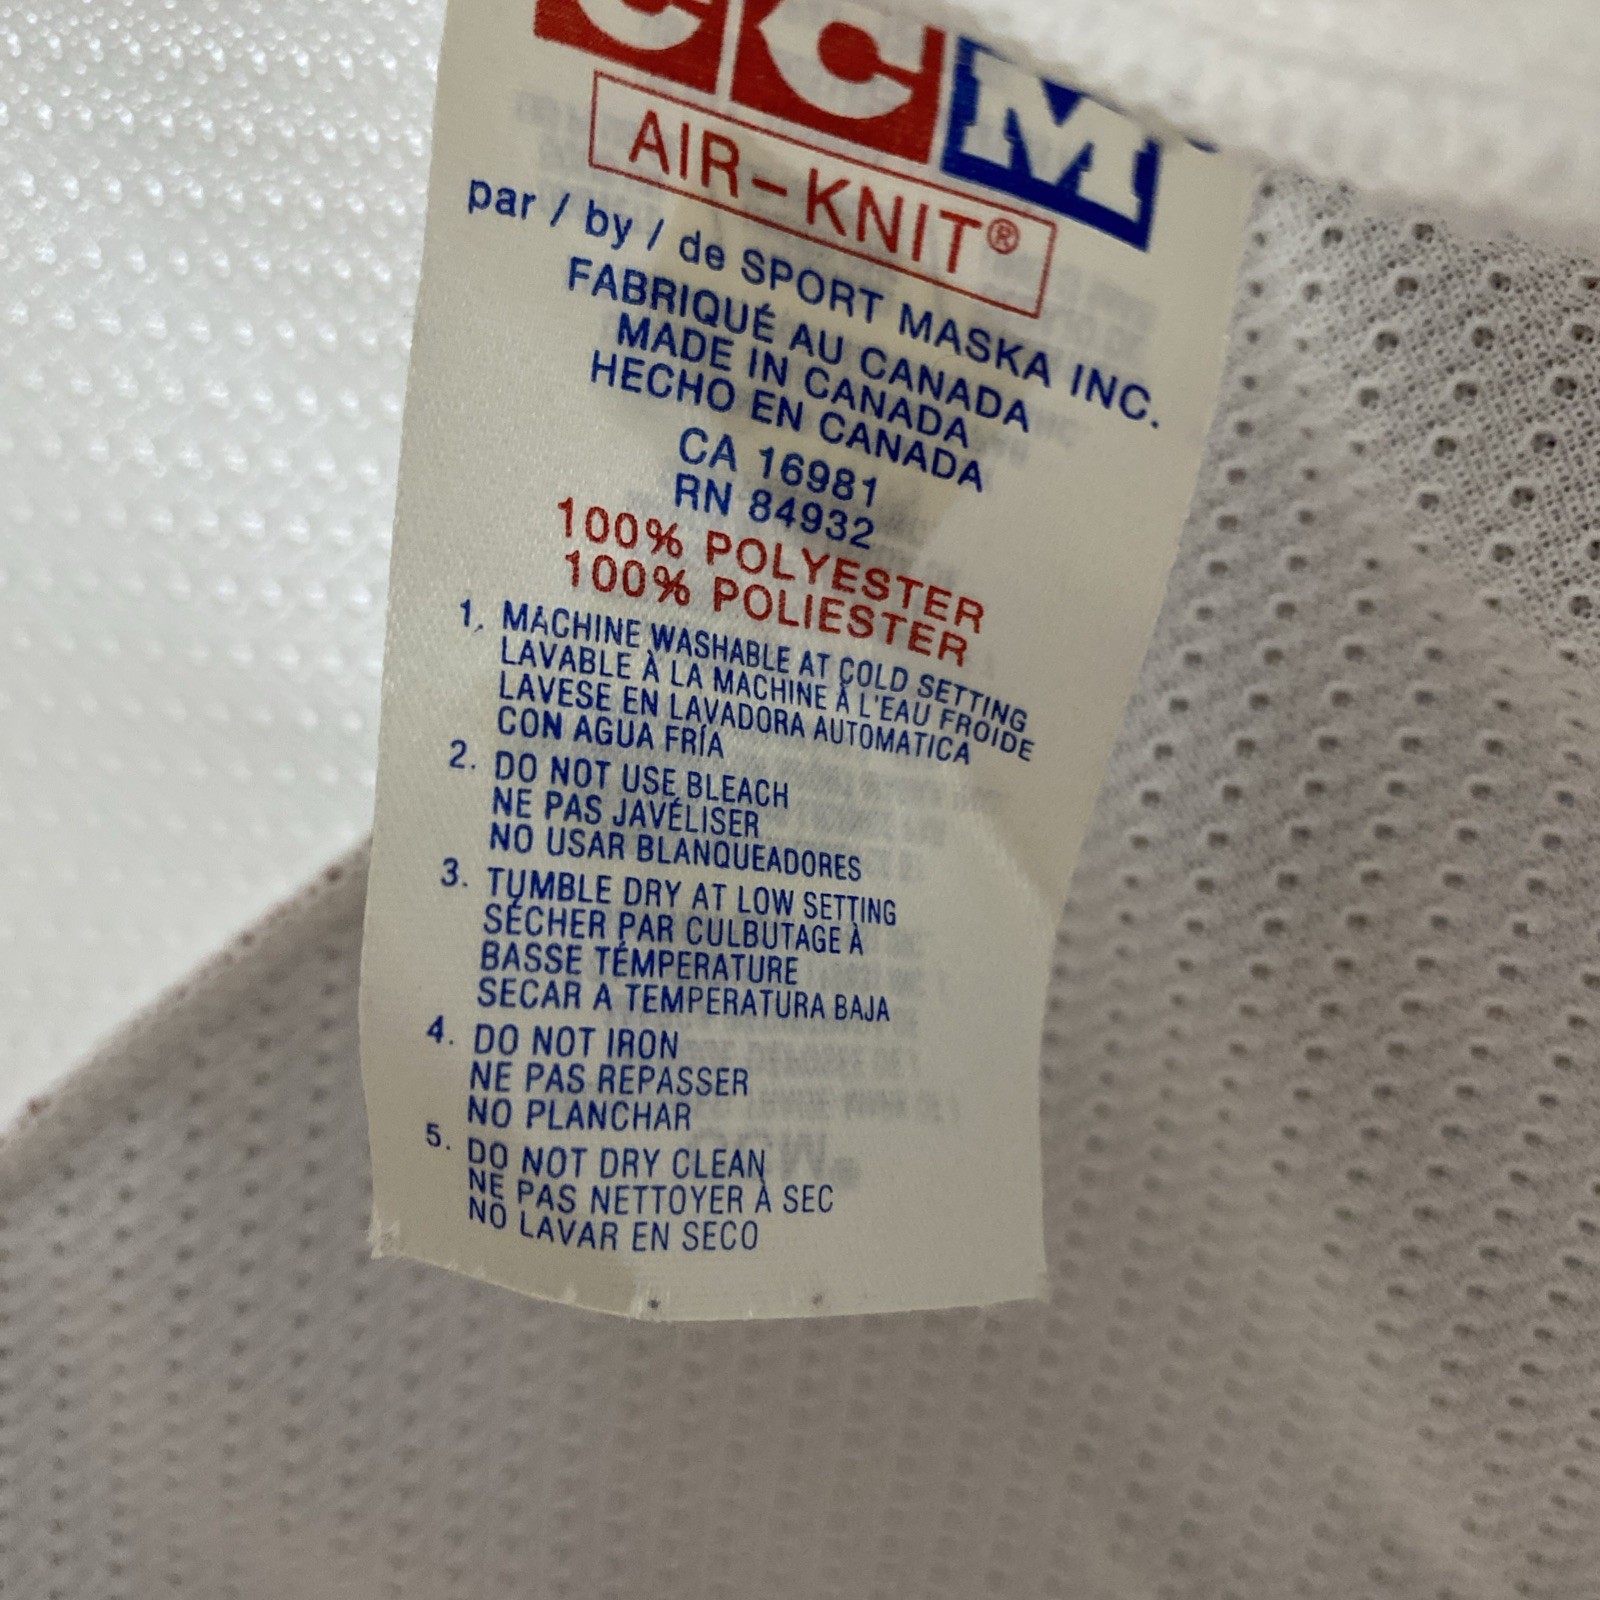 CCM
AIR-KNIT®
par / by / de SPORT MASKA INC.
FABRIQUÉ AU CANADA
MADE IN CANADA
HECHO EN CANADA
CA 16981
RN 84932
100% POLYESTER
100% POLIESTER
1. MACHINE WASHABLE AT COLD SETTING
LAVABLE À LA MACHINE À L'EAU FROIDE
LAVESE EN LAVADORA AUTOMATICA
CON AGUA FRÍA
2. DO NOT USE BLEACH
NE PAS JAVÉLISER
NO USAR BLANQUEADORES
3. TUMBLE DRY AT LOW SETTING
SÉCHER PAR CULBUTAGE À
BASSE TÉMPERATURE
SECAR A TEMPERATURA BAJA
4. DO NOT IRON
NE PAS REPASSER
NO PLANCHAR
5. DO NOT DRY CLEAN
NE PAS NETTOYER À SEC
NO LAVAR EN SECO